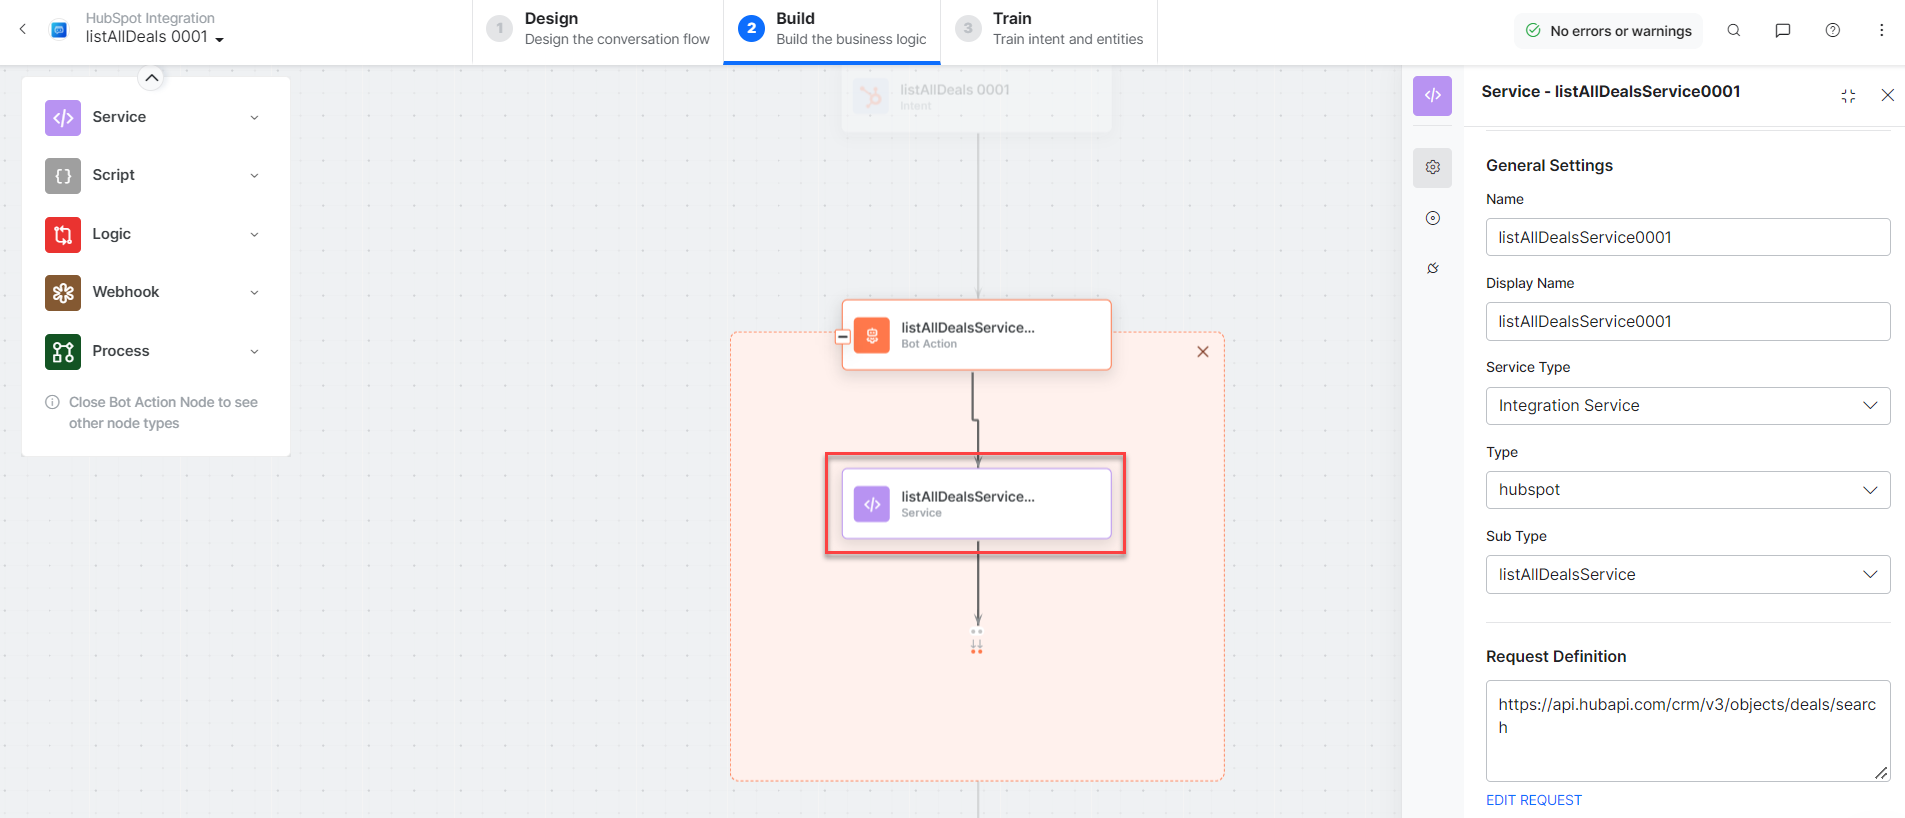 HubSpot Integration
listAllDeals 0001
1
Design
Design the conversation flow
2
Build
Build the business logic
3
Train
Train intent and entities
No errors or warnings
Service
Script
Logic
Webhook
Process
Close Bot Action Node to see
other node types
listAllDeals 0001
Intent
listAllDealsService...
Bot Action
listAllDealsService...
Service
Service - listAllDealsService0001
General Settings
Name
listAllDealsService0001
Display Name
listAllDealsService0001
Service Type
Integration Service
Type
hubspot
Sub Type
listAllDealsService
Request Definition
https://api.hubapi.com/crm/v3/objects/deals/searc
h
EDIT REQUEST